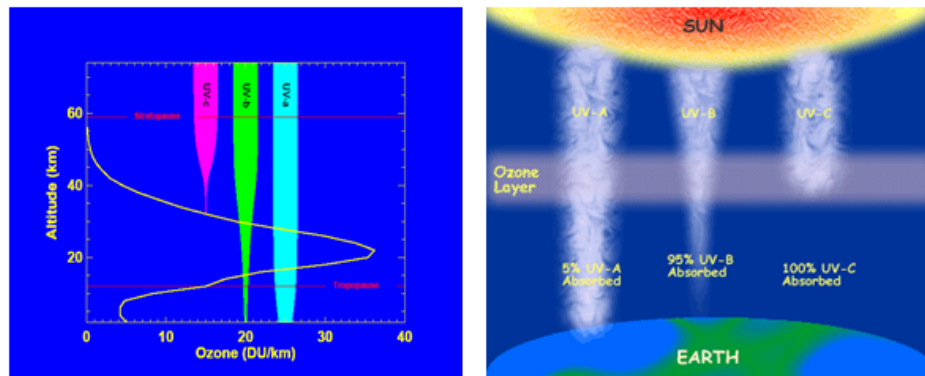 UV-c
UV-b
UV-a
60
Stratopause
Altitude (km)
40
20
Tropopause
0
0 10 20 30 40
Ozone (DU/km)
SUN
UV-A
UV-B
UV-C
Ozone
Layer
5% UV-A
Absorbed
95% UV-B
Absorbed
100% UV-C
Absorbed
EARTH